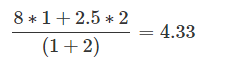 8 * 1 + 2.5 * 2
(1 + 2)
= 4.33